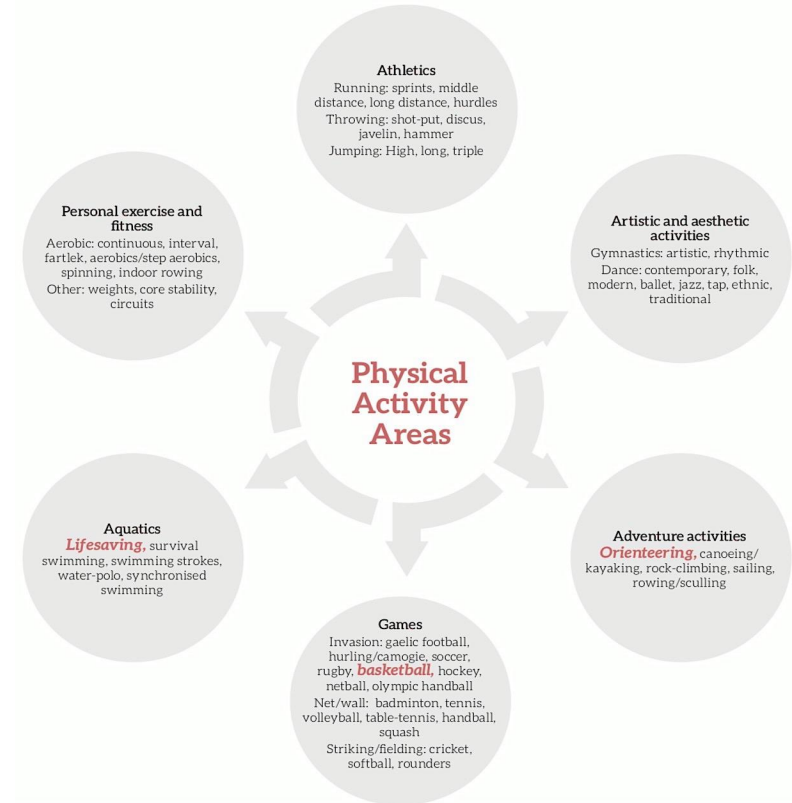 Athletics
Running: sprints, middle
distance, long distance, hurdles
Throwing: shot-put, discus,
javelin, hammer
Jumping: High, long, triple
Personal exercise and
fitness
Aerobic: continuous, interval,
fartlek, aerobics/step aerobics,
spinning, indoor rowing
Other: weights, core stability,
circuits
Artistic and aesthetic
activities
Gymnastics: artistic, rhythmic
Dance: contemporary, folk,
modern, ballet, jazz, tap, ethnic,
traditional
Physical
Activity
Areas
Aquatics
Lifesaving, survival
swimming, swimming strokes,
water-polo, synchronised
swimming
Adventure activities
Orienteering, canoeing/
kayaking, rock-climbing, sailing,
rowing/sculling
Games
Invasion: gaelic football,
hurling/camogie, soccer,
rugby, basketball, hockey,
netball, olympic handball
Net/wall: badminton, tennis,
volleyball, table-tennis, handball,
squash
Striking/fielding: cricket,
softball, rounders